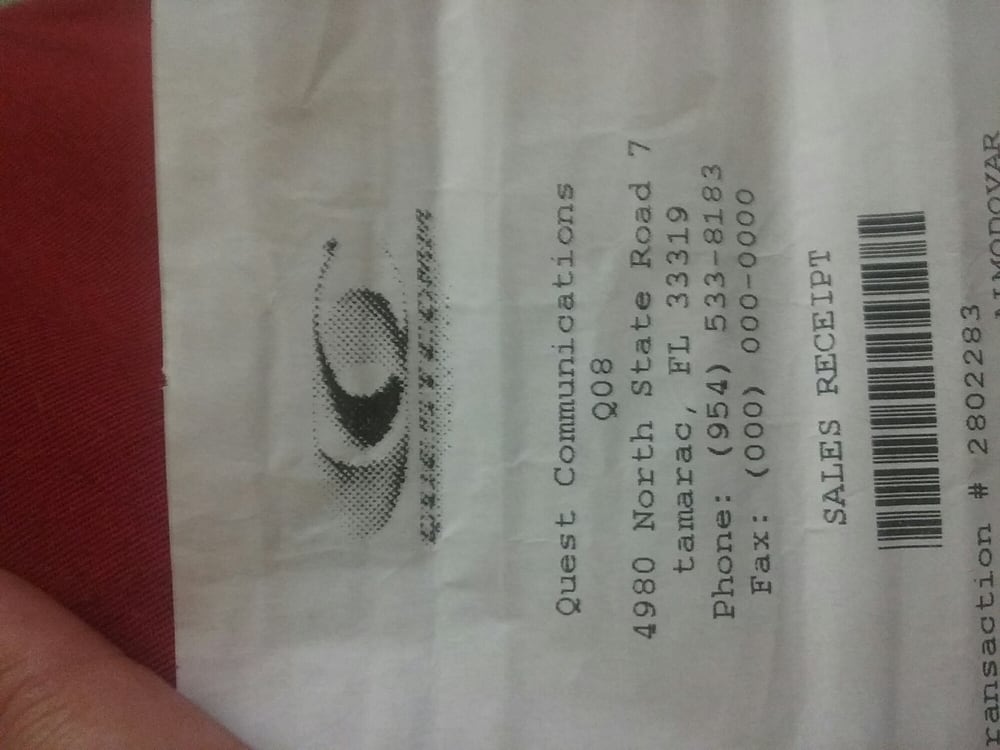 Quest Communications
Q08
4980 North State Road 7
tamarac, FL 33319
Phone: (954) 533-8183
Fax: (000) 000-0000
SALES RECEIPT
ransaction # 2802283